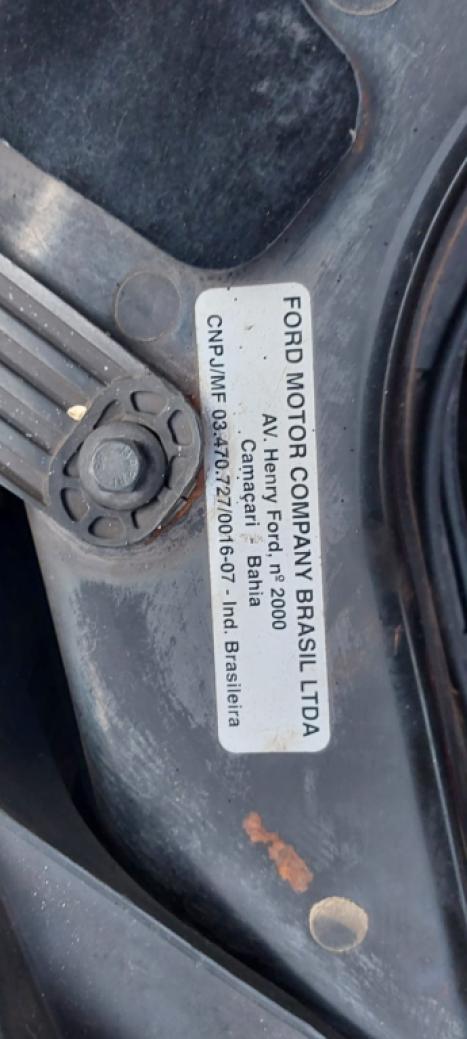 FORD MOTOR COMPANY BRASIL LTDA
AV. Henry Ford, nº 2000
Camaçari - Bahia
CNPJ/MF 03.470.727/0016-07 - Ind. Brasileira